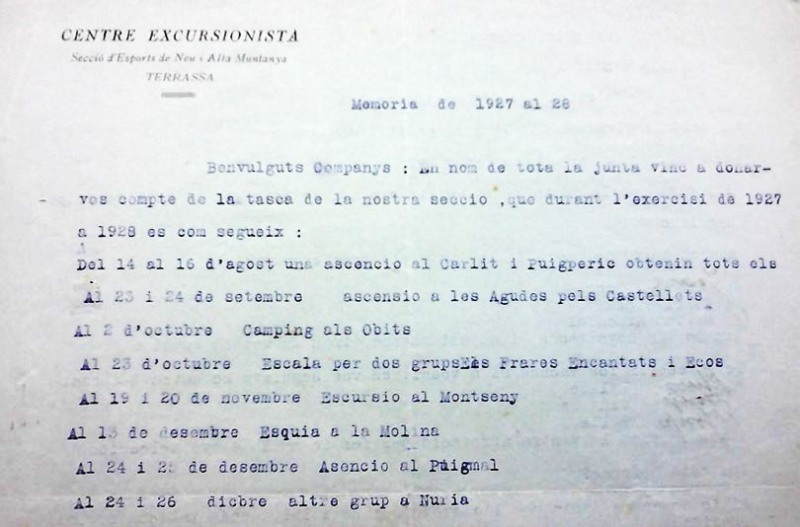 CENTRE EXCURSIONISTA
Secció d'Esports de Neu i Alta Muntanya
TERRASSA
Memoria de 1927 al 28
Benvulguts Companys : En nom de tota la junta vinc a donar-
vos compte de la tasca de la nostra seccio ,que durant l'exercisi de 1927
a 1928 es com segueix :
Del 14 al 16 d'agost una ascencio al Carlit i Puigperic obtenin tots els
Al 23 i 24 de setembre ascensio a les Agudes pels Castellets
Al 2 d'octubre Camping als Obits
Al 23 d'octubre Escala per dos grups Els Frares Encantats i Ecos
Al 19 i 20 de novembre Escursio al Montseny
Al 13 de desembre Esquia a la Molina
Al 24 i de desembre Asencio al Puigmal
Al 24 i 26 dicbre altre grup a Nuria